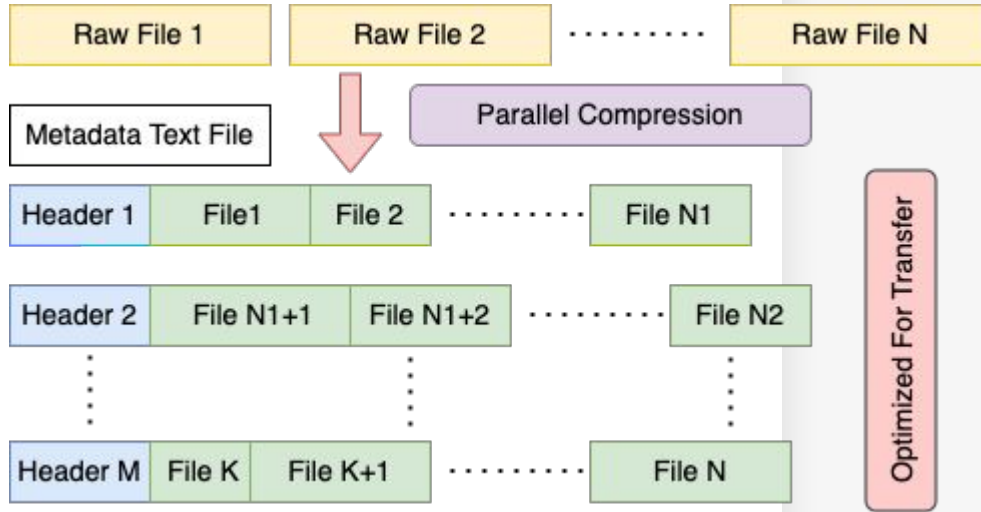 Raw File 1
Raw File 2
Raw File N
Parallel Compression
Metadata Text File
Header 1
File1
File 2
File N1
Header 2
File N1+1
File N1+2
File N2
Header M
File K
File K+1
File N
Optimized For Transfer